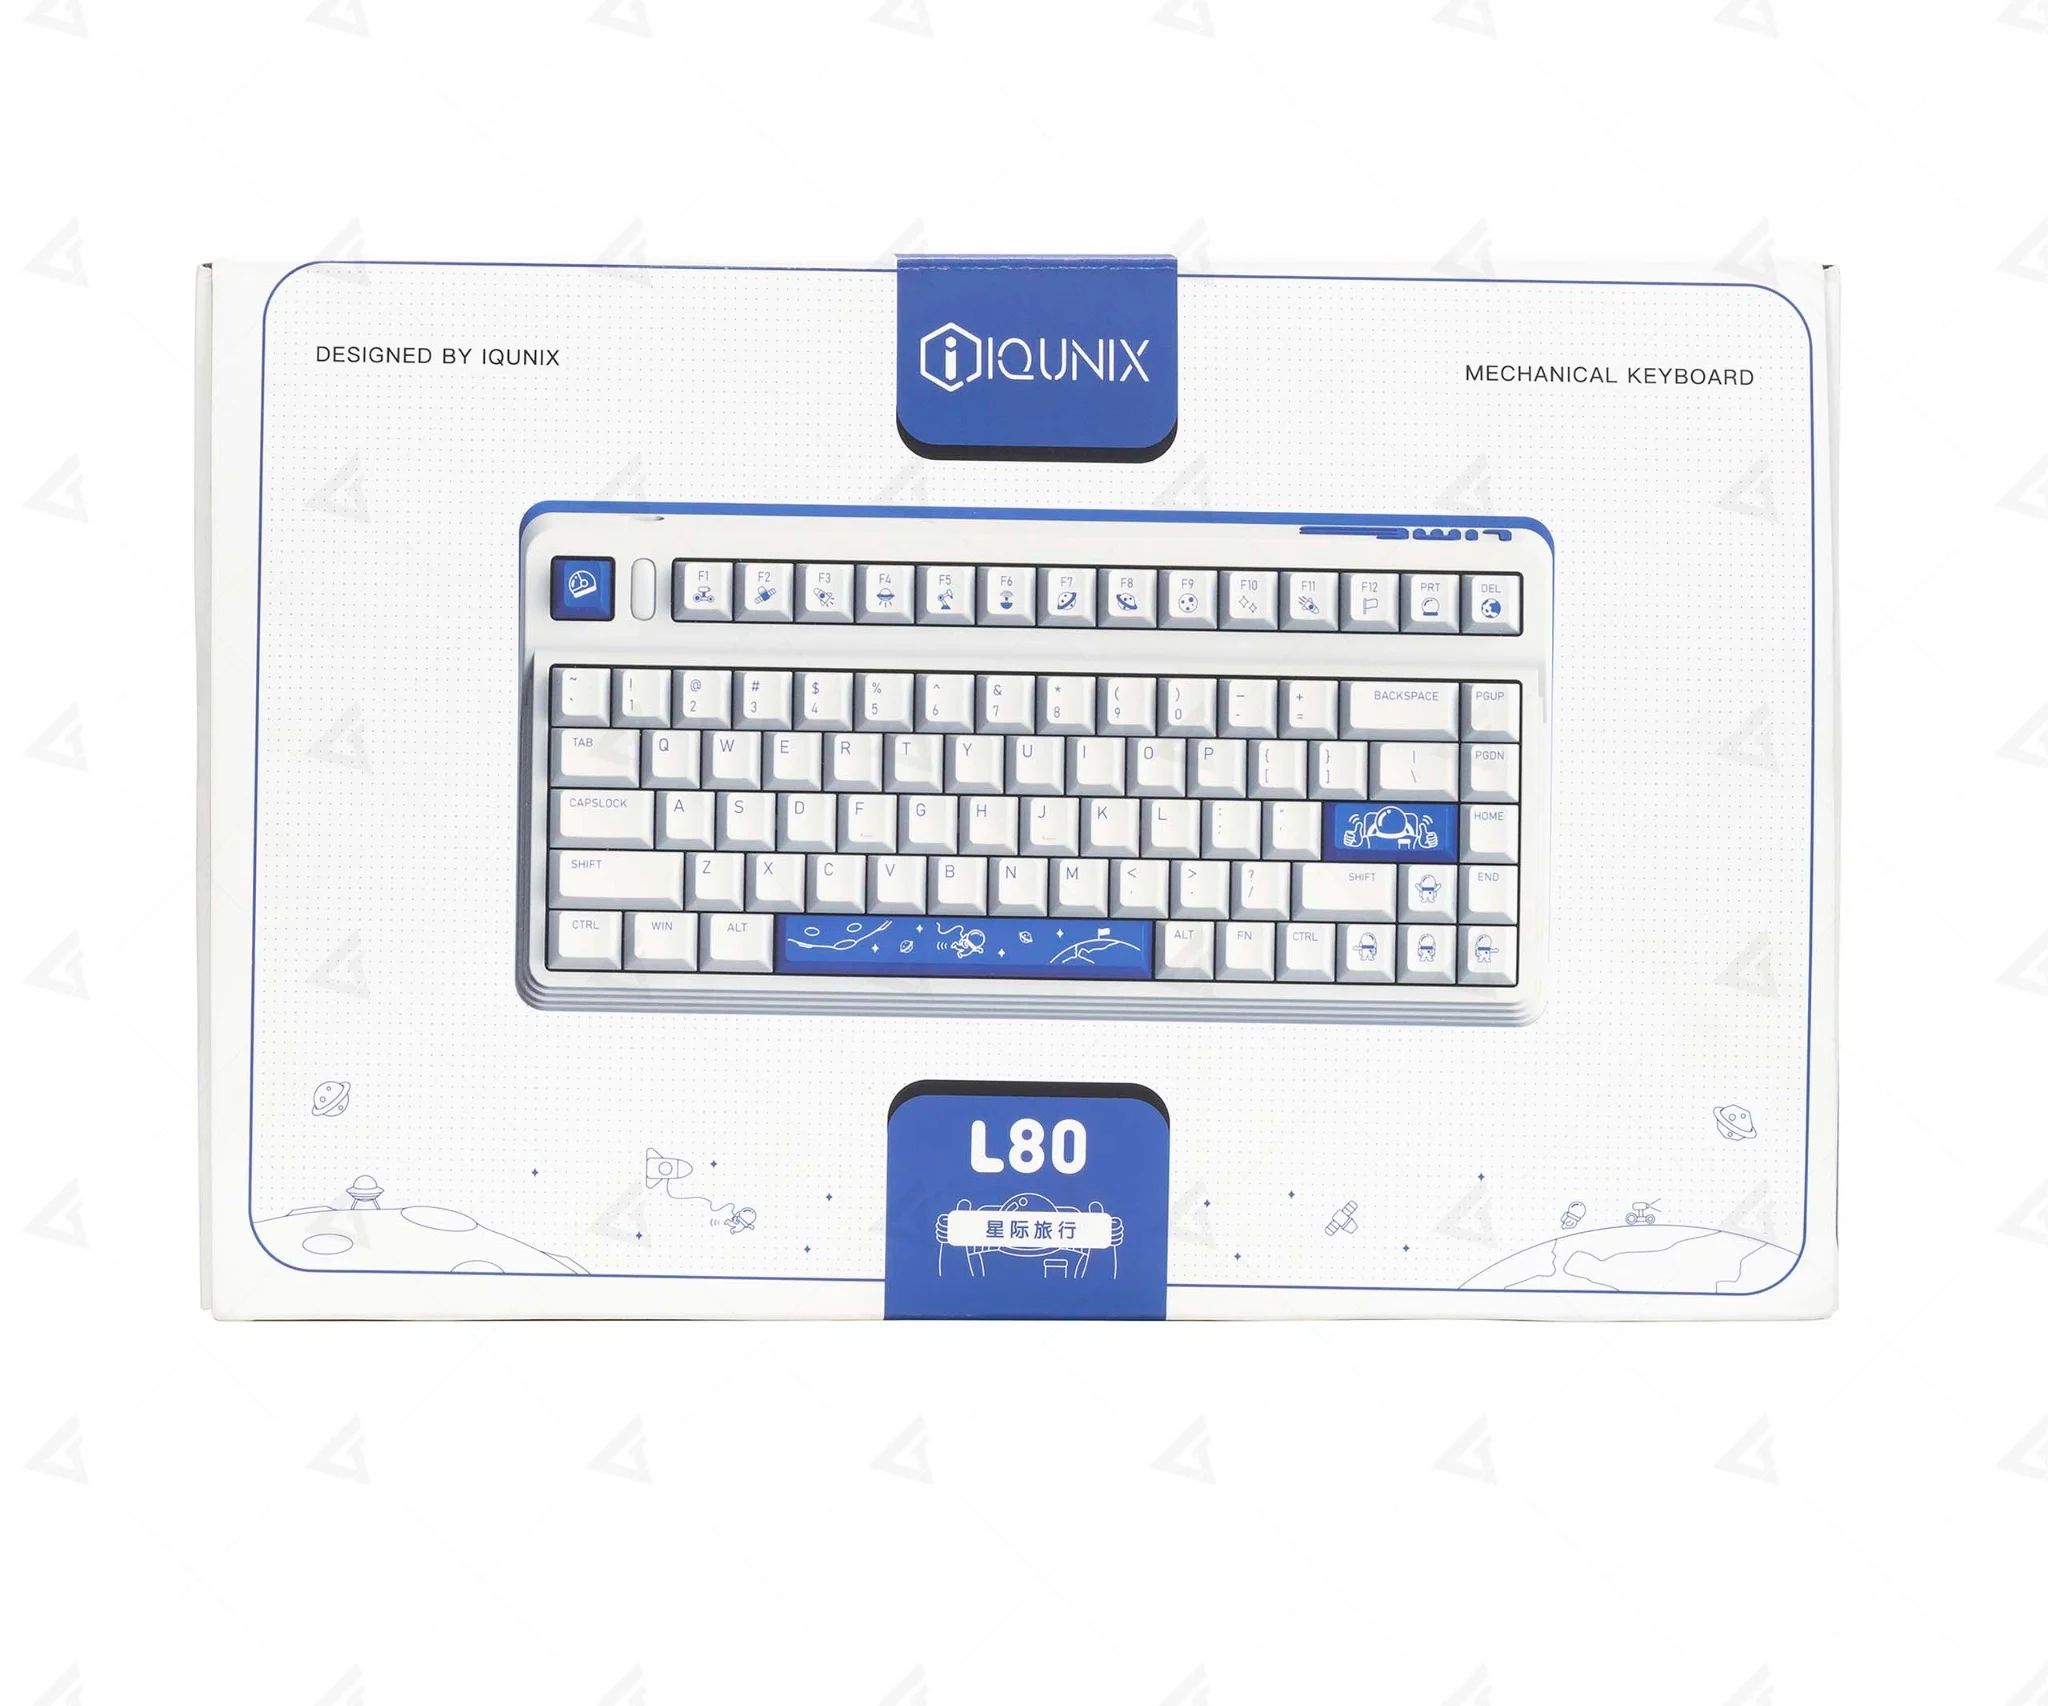 DESIGNED BY IQUNIX
IQUNIX
MECHANICAL KEYBOARD
F1 F2 F3 F4 F5 F6 F7 F8 F9 F10 F11 F12 PRT DEL
~ ! @ # $ % ^ & * ( ) _ +
` 1 2 3 4 5 6 7 8 9 0 - = BACKSPACE PGUP
TAB Q W E R T Y U I O P { } | PGDN
[ ] \
CAPSLOCK A S D F G H J K L : " HOME
; '
SHIFT Z X C V B N M < > ? SHIFT END
, . /
CTRL WIN ALT ALT FN CTRL
L80
星际旅行